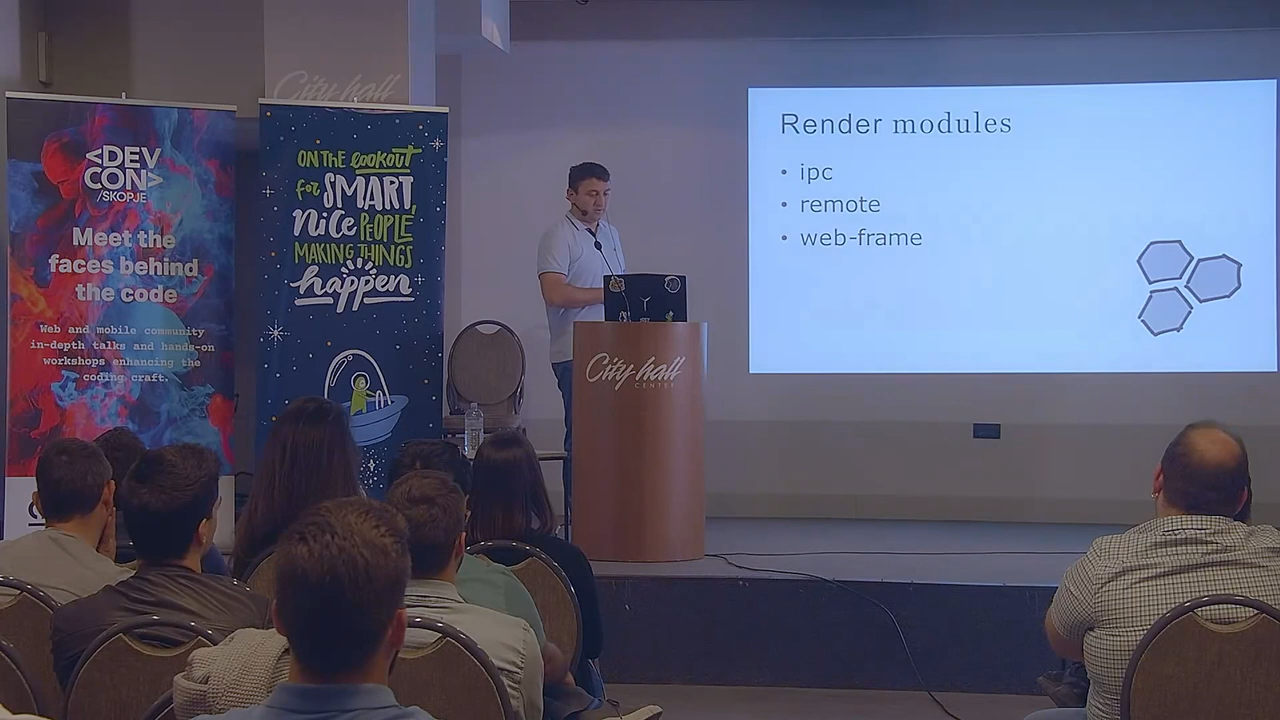 City hall
<DEV
CON>
/SKOPJE
Meet the
faces behind
the code
Web and mobile community
in-depth talks and hands-on
workshops enhancing the
coding craft.
ON THE lookout
for SMART,
nice PEOPLE
MAKING THINGS
happen
City hall
CENTER
Render modules
• ipc
• remote
• web-frame